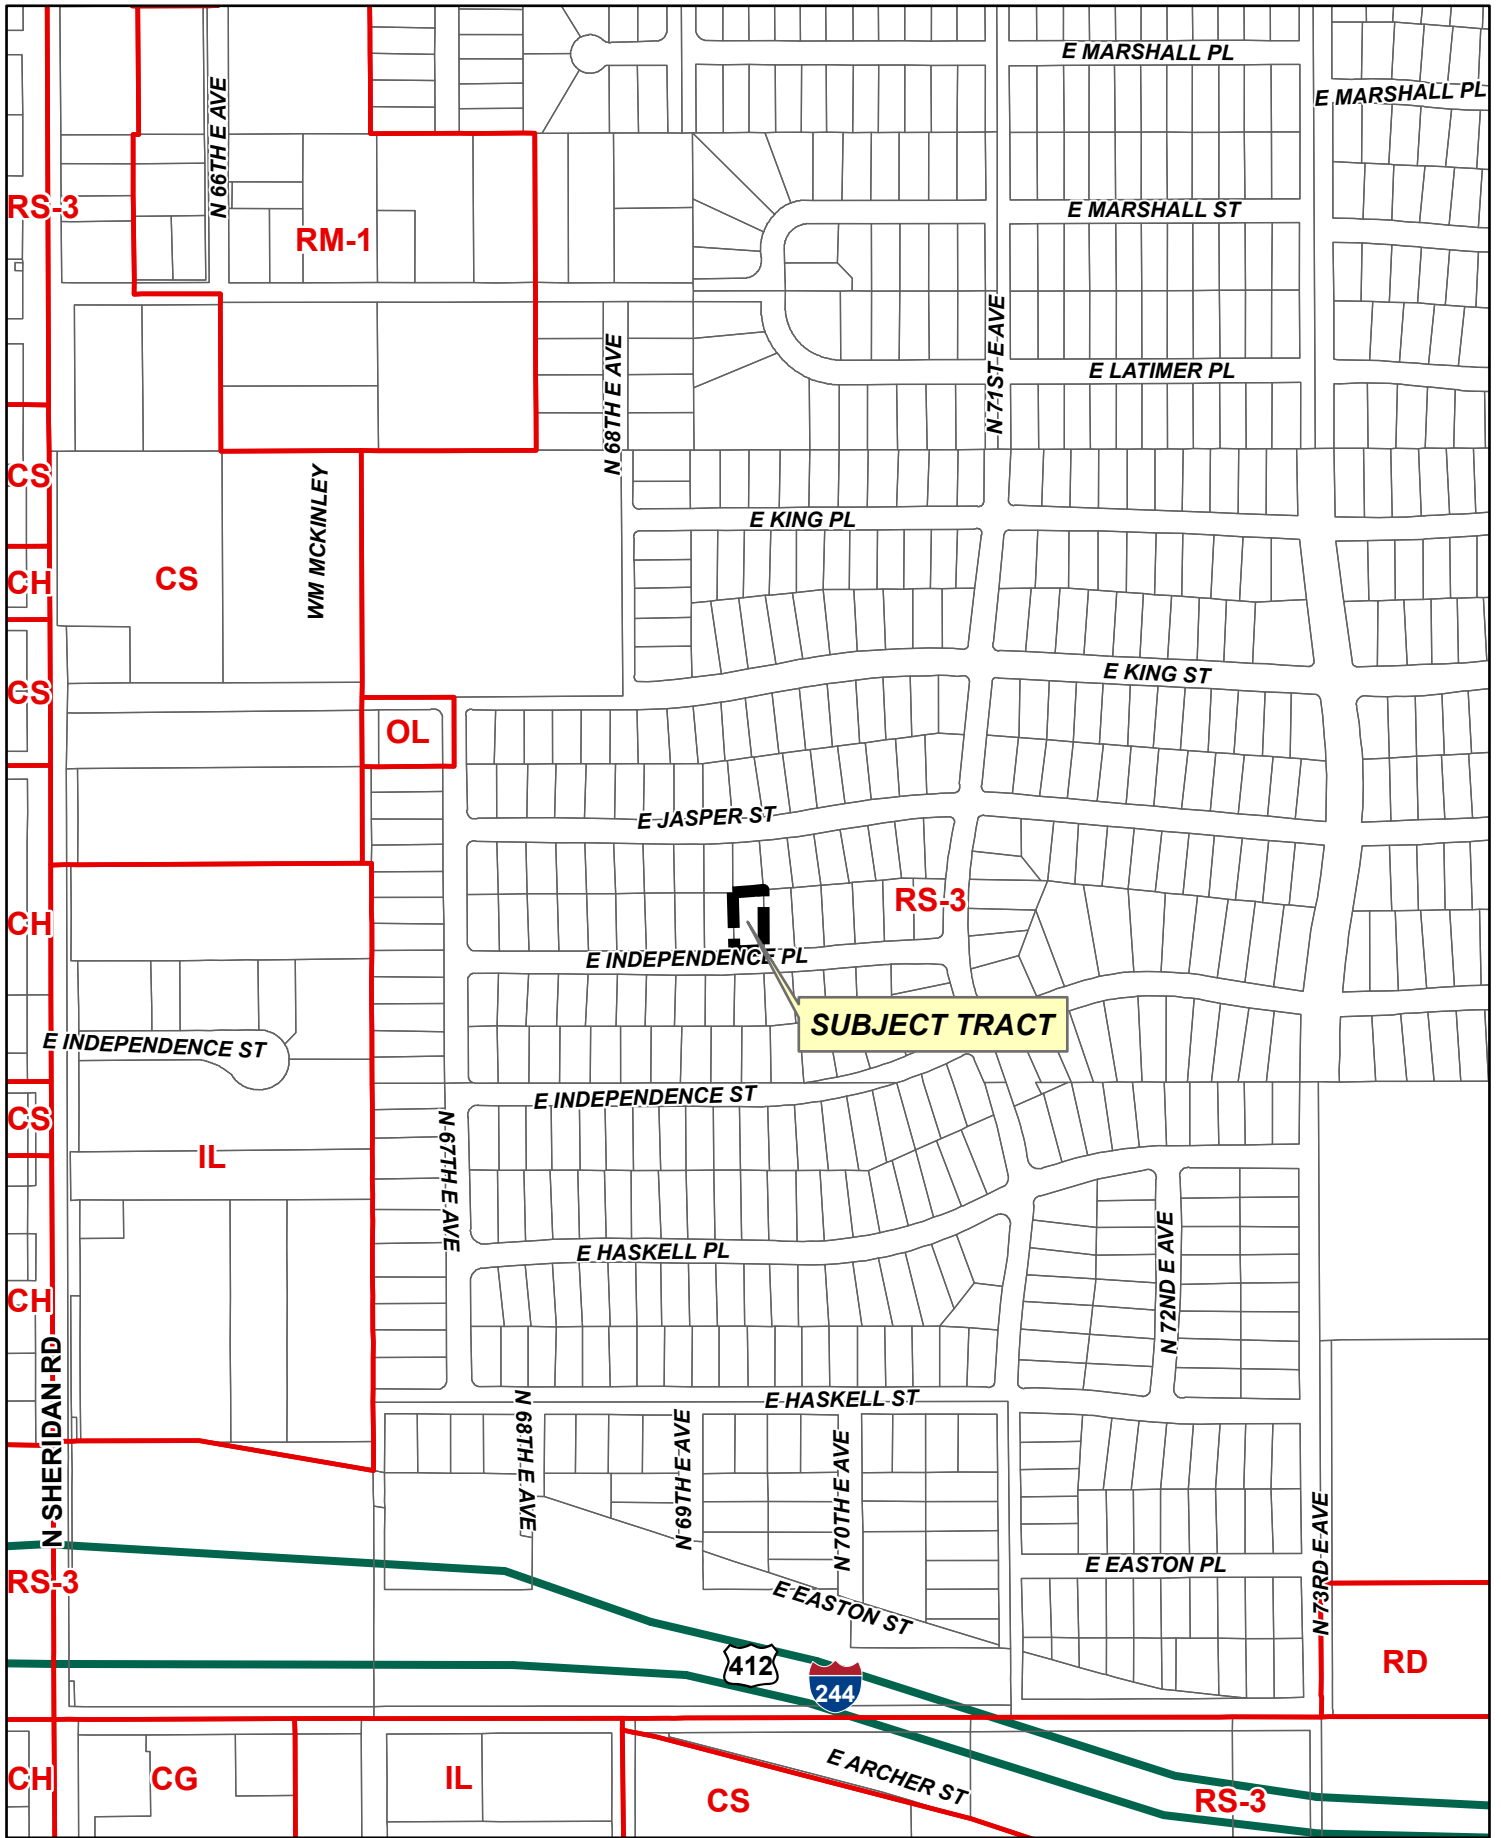 E MARSHALL PL
E MARSHALL PL
N 66TH E AVE
RS-3
E MARSHALL ST
RM-1
N 71ST E AVE
E LATIMER PL
N 68TH E AVE
CS
WM MCKINLEY
E KING PL
CH
CS
E KING ST
CS
OL
E JASPER ST
RS-3
CH
E INDEPENDENCE PL
SUBJECT TRACT
E INDEPENDENCE ST
E INDEPENDENCE ST
CS
IL
N 67TH E AVE
E HASKELL PL
N 72ND E AVE
CH
N SHERIDAN RD
E HASKELL ST
N 68TH E AVE
N 69TH E AVE
N 70TH E AVE
N 73RD E AVE
E EASTON PL
RS-3
E EASTON ST
412
244
RD
CH
CG
IL
E ARCHER ST
CS
RS-3